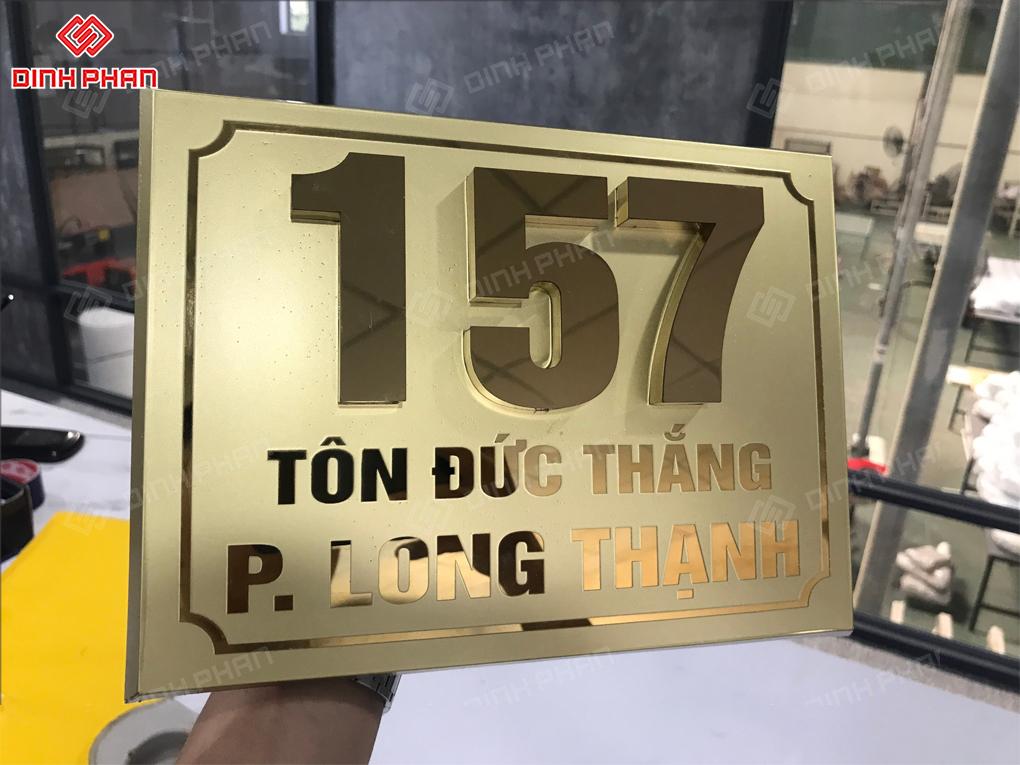 DINH PHAN
157
TÔN ĐỨC THẮNG
P. LONG THẠNH